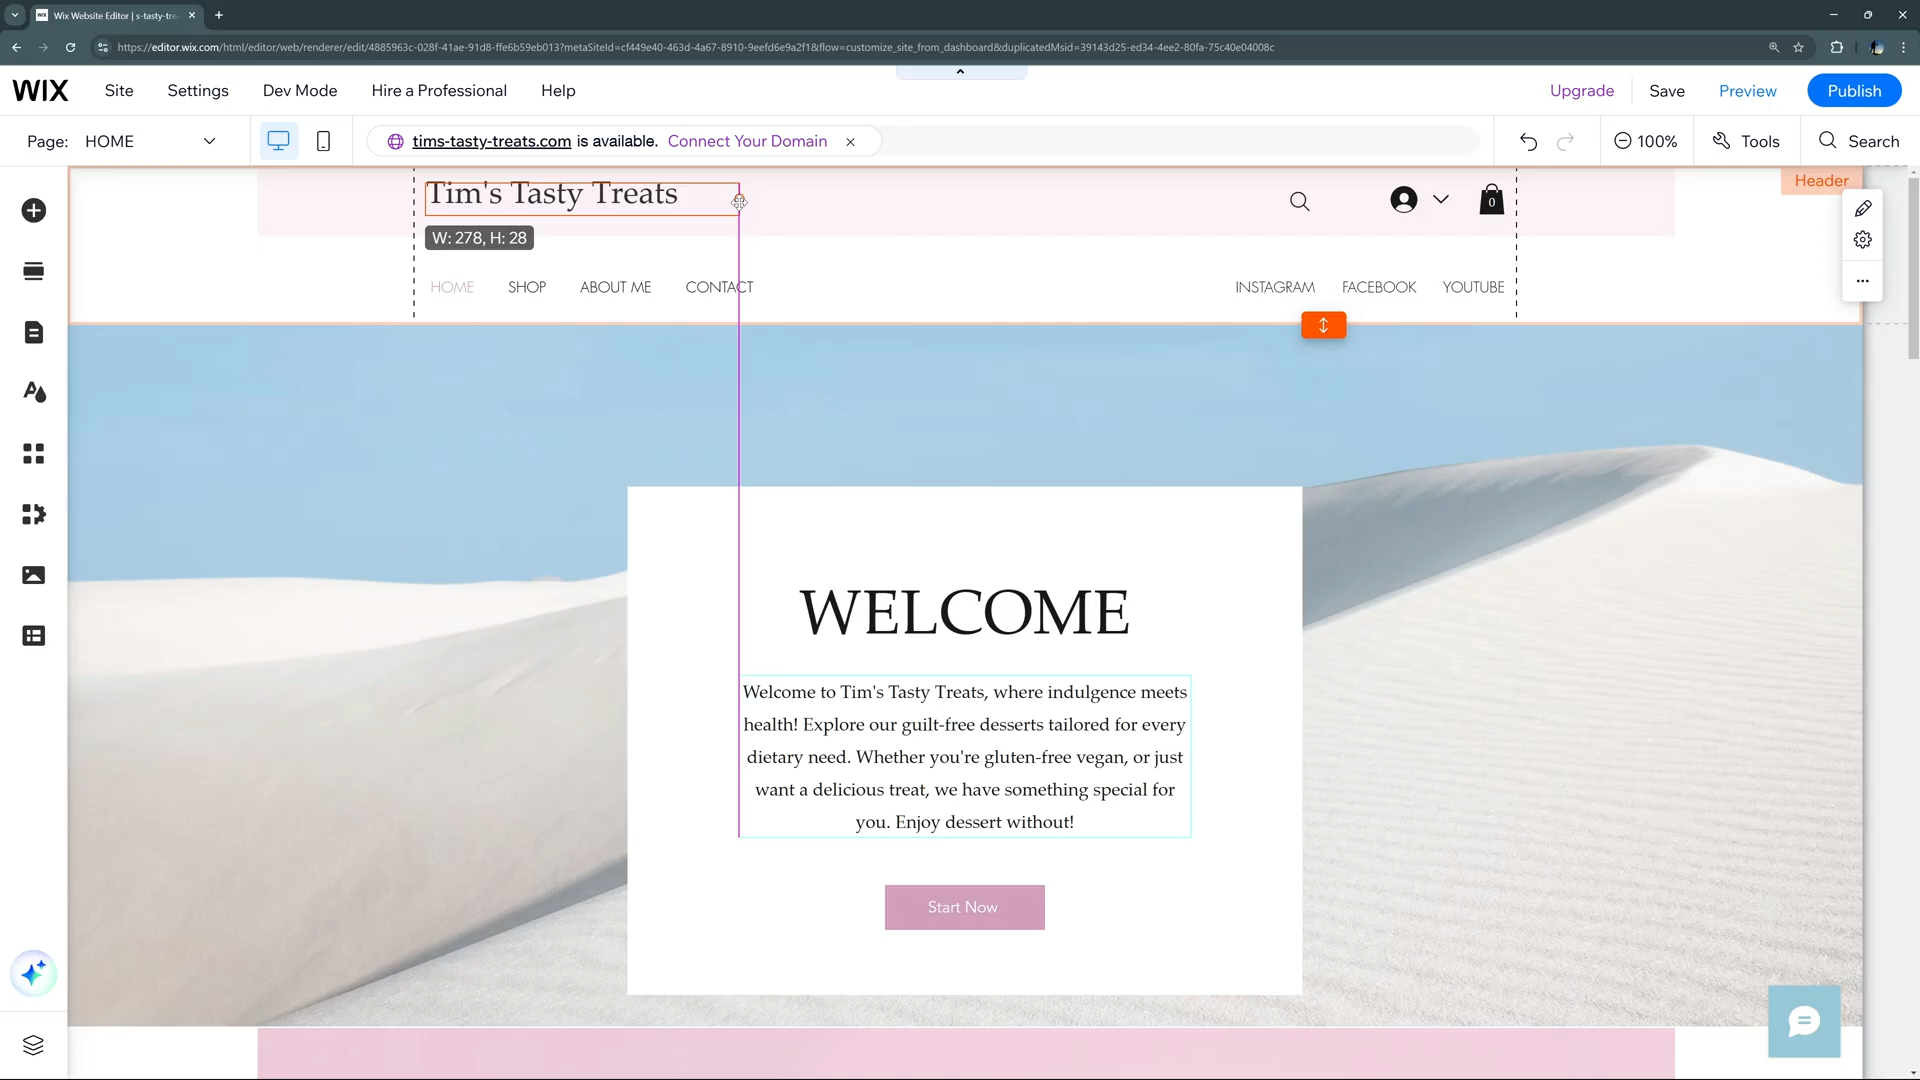 Wix Website Editor | s-tasty-tre
https://editor.wix.com/html/editor/web/renderer/edit/4885963c-028f-41ae-91d8-ffe6b59eb013?metaSiteId=cf449e40-463d-4a67-8910-9eefd6e9a2f1&flow=customize_site_from_dashboard&duplicatedMsid=39143d25-ed34-4ee2-80fa-75c40e04008c
WIX Site Settings Dev Mode Hire a Professional Help Upgrade Save Preview Publish
Page: HOME tims-tasty-treats.com is available. Connect Your Domain 100% Tools Search
Header
Tim's Tasty Treats
0
W: 278, H: 28
HOME SHOP ABOUT ME CONTACT INSTAGRAM FACEBOOK YOUTUBE
WELCOME
Welcome to Tim's Tasty Treats, where indulgence meets
health! Explore our guilt-free desserts tailored for every
dietary need. Whether you're gluten-free vegan, or just
want a delicious treat, we have something special for
you. Enjoy dessert without!
Start Now